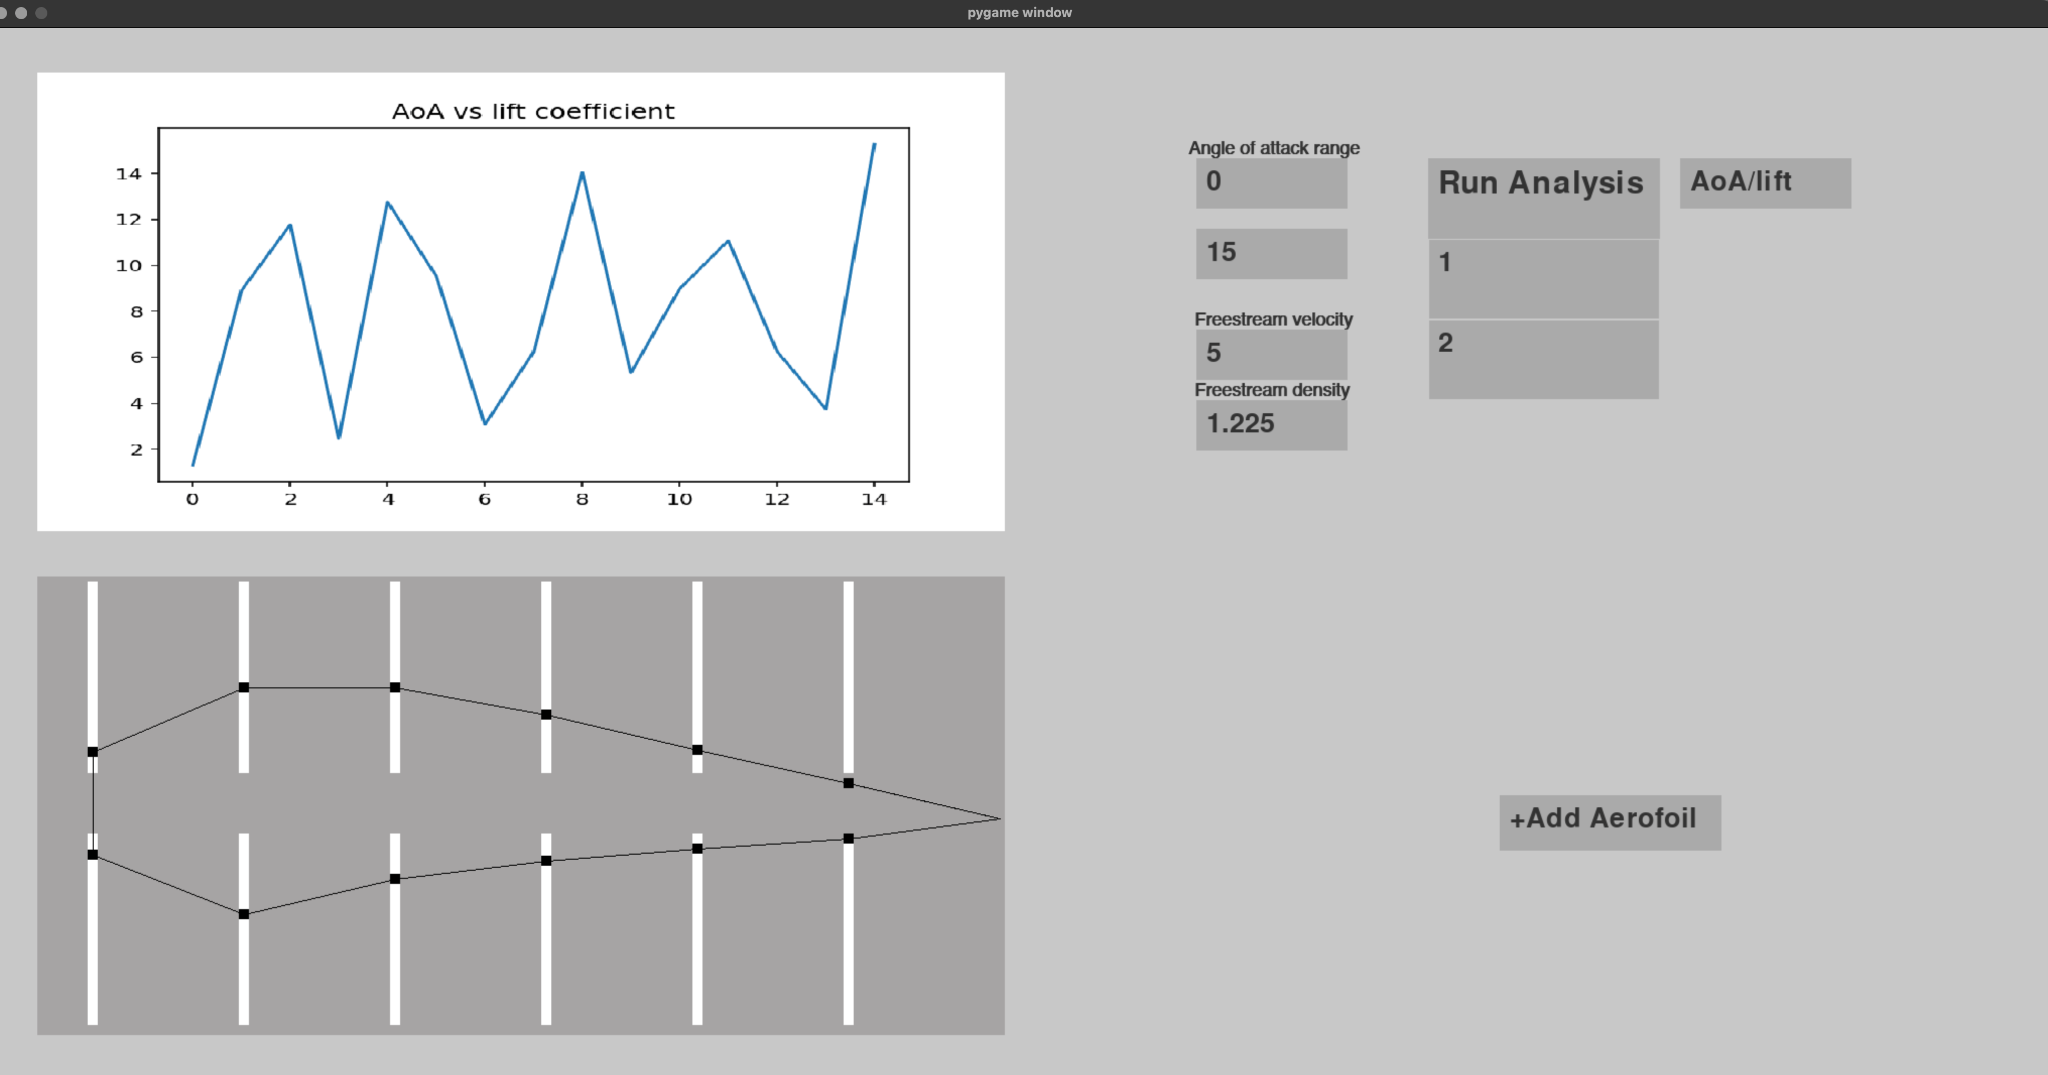 pygame window
AoA vs lift coefficient
14
12
10
8
6
4
2
0 2 4 6 8 10 12 14
Angle of attack range
0
15
Freestream velocity
5
Freestream density
1.225
Run Analysis
1
2
AoA/lift
+Add Aerofoil